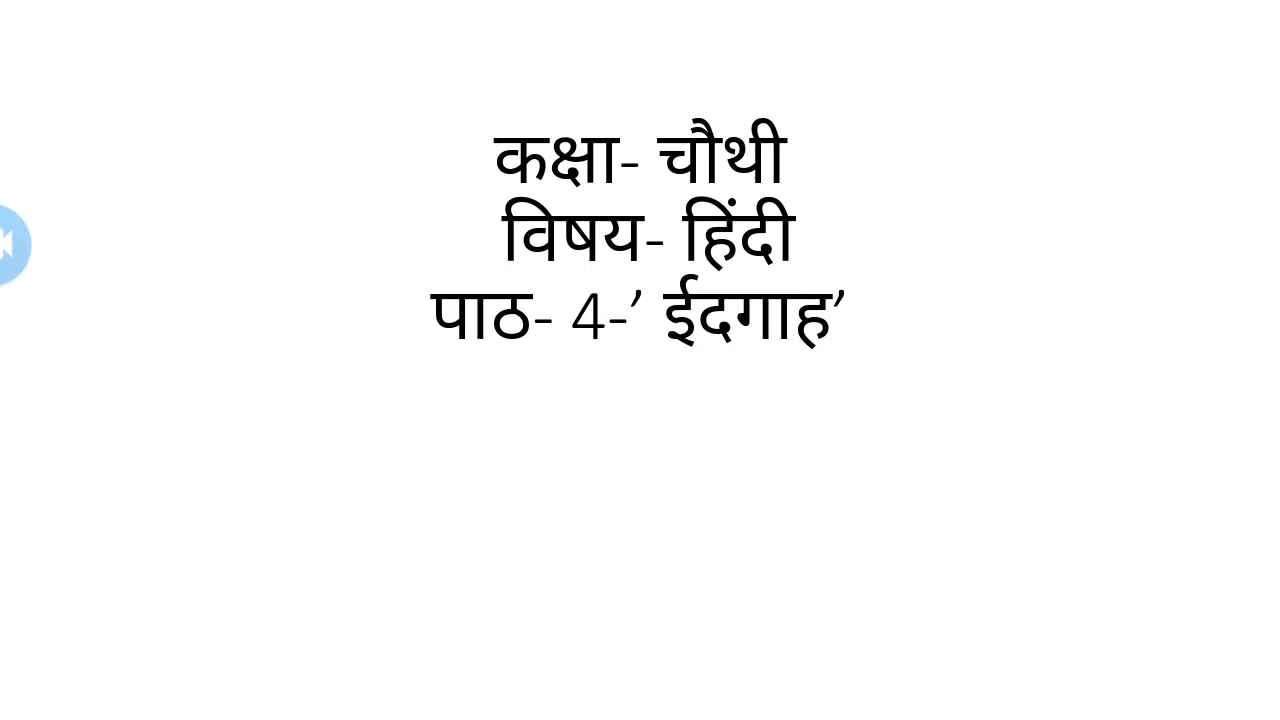 कक्षा- चौथी
विषय- हिंदी
पाठ- 4-’ ईदगाह’